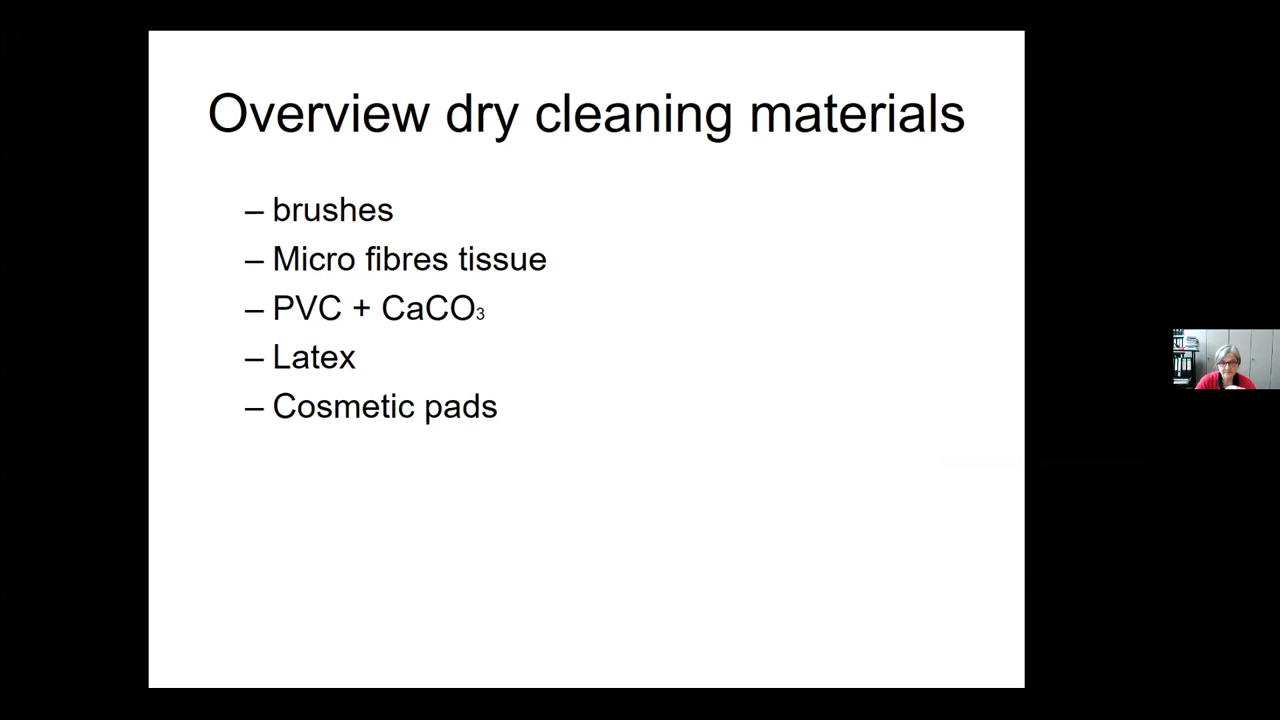 Overview dry cleaning materials
– brushes
– Micro fibres tissue
– PVC + CaCO₃
– Latex
– Cosmetic pads